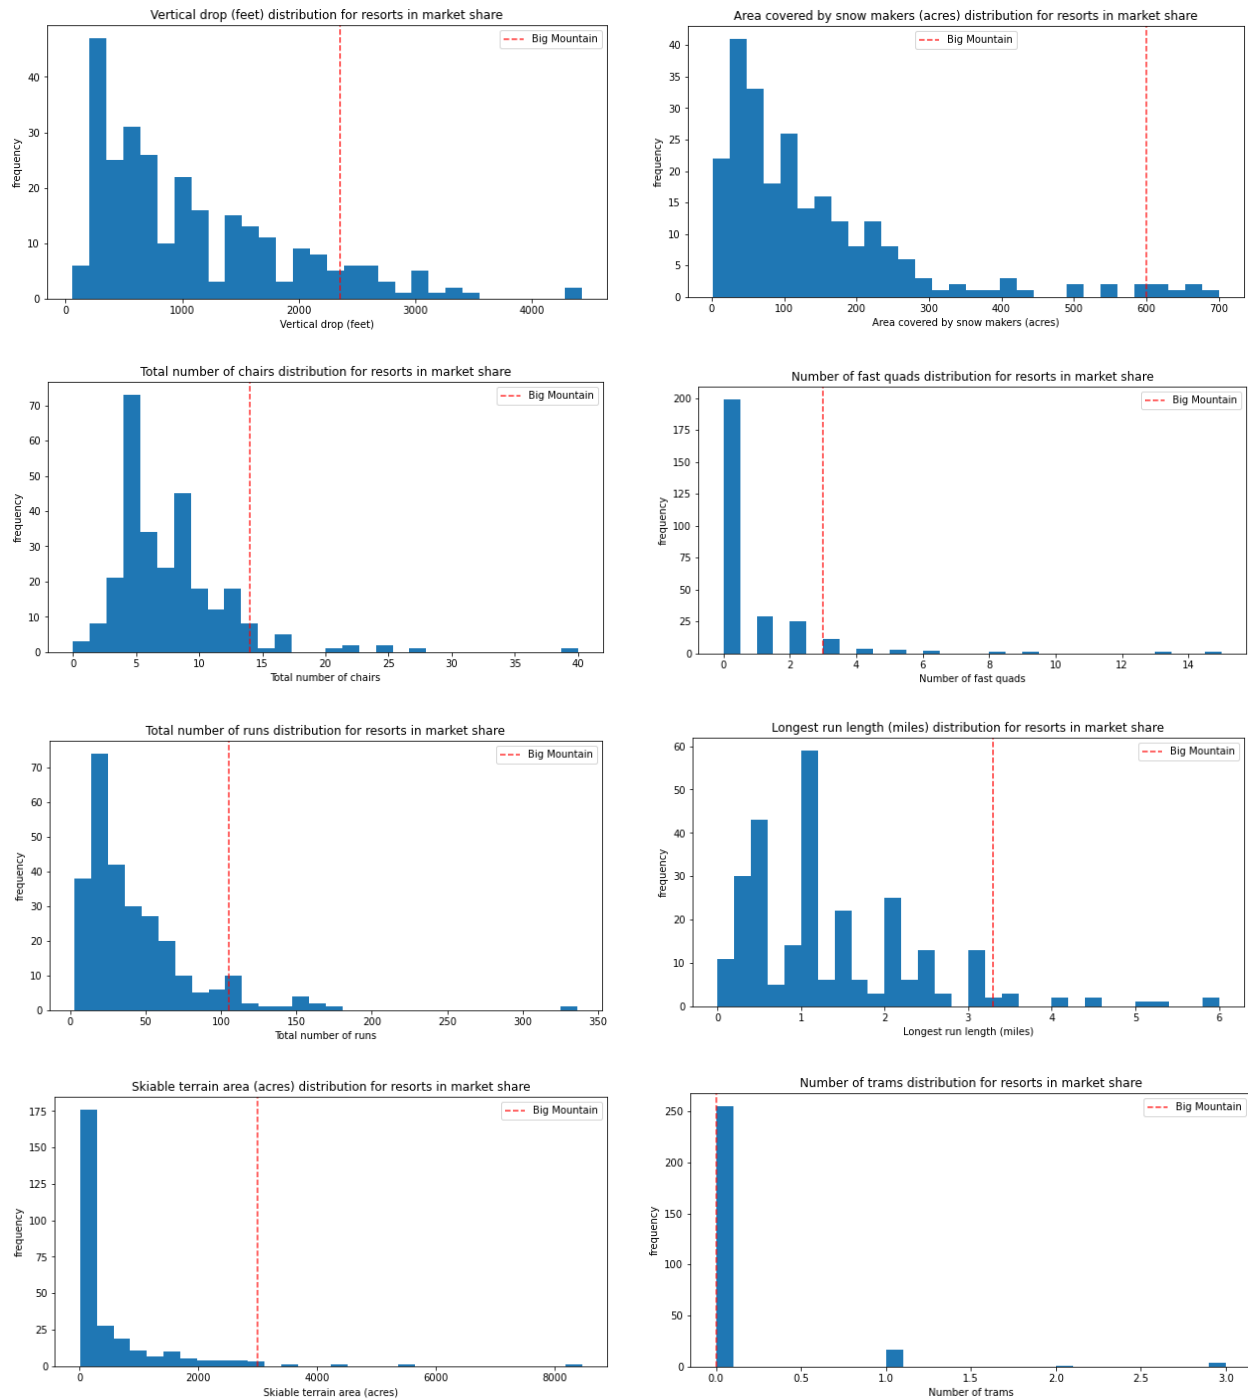 Vertical drop (feet) distribution for resorts in market share
Big Mountain
frequency
0 10 20 30 40
0 1000 2000 3000 4000
Vertical drop (feet)
Area covered by snow makers (acres) distribution for resorts in market share
Big Mountain
frequency
0 5 10 15 20 25 30 35 40
0 100 200 300 400 500 600 700
Area covered by snow makers (acres)
Total number of chairs distribution for resorts in market share
Big Mountain
frequency
0 10 20 30 40 50 60 70
0 5 10 15 20 25 30 35 40
Total number of chairs
Number of fast quads distribution for resorts in market share
Big Mountain
frequency
0 25 50 75 100 125 150 175 200
0 2 4 6 8 10 12 14
Number of fast quads
Total number of runs distribution for resorts in market share
Big Mountain
frequency
0 10 20 30 40 50 60 70
0 50 100 150 200 250 300 350
Total number of runs
Longest run length (miles) distribution for resorts in market share
Big Mountain
frequency
0 10 20 30 40 50 60
0 1 2 3 4 5 6
Longest run length (miles)
Skiable terrain area (acres) distribution for resorts in market share
Big Mountain
frequency
0 25 50 75 100 125 150 175
0 2000 4000 6000 8000
Skiable terrain area (acres)
Number of trams distribution for resorts in market share
Big Mountain
frequency
0 50 100 150 200 250
0.0 0.5 1.0 1.5 2.0 2.5 3.0
Number of trams